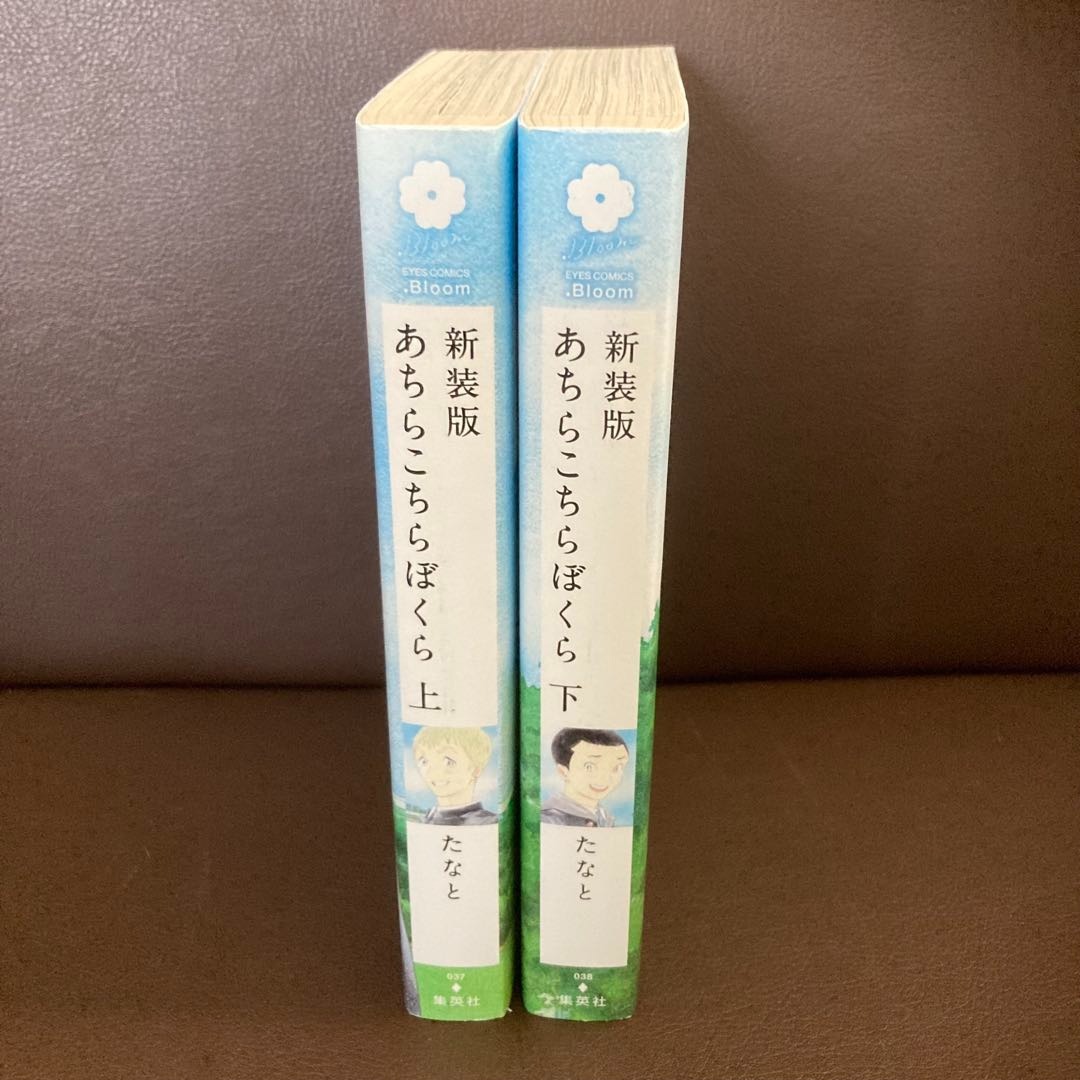 .Bloom
EYES COMICS
.Bloom
新装版
あちらこちらぼくら 上
たなと
037
集英社
.Bloom
EYES COMICS
.Bloom
新装版
あちらこちらぼくら 下
たなと
038
集英社